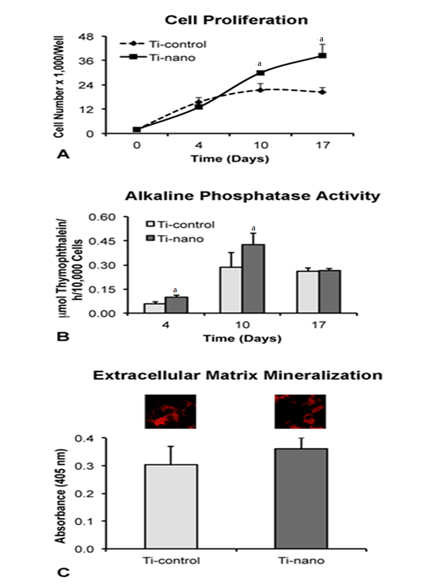 Cell Proliferation
Cell Number x 1,000/Well
48
36
24
12
0
Ti-control
Ti-nano
a
a
0
4
10
17
Time (Days)
A
Alkaline Phosphatase Activity
μmol Thymophthalein/
h/10,000 Cells
0.60
0.45
0.30
0.15
0.00
Ti-control
Ti-nano
a
a
4
10
17
Time (Days)
B
Extracellular Matrix Mineralization
Absorbance (405 nm)
0.4
0.3
0.2
0.1
0.0
Ti-control
Ti-nano
C